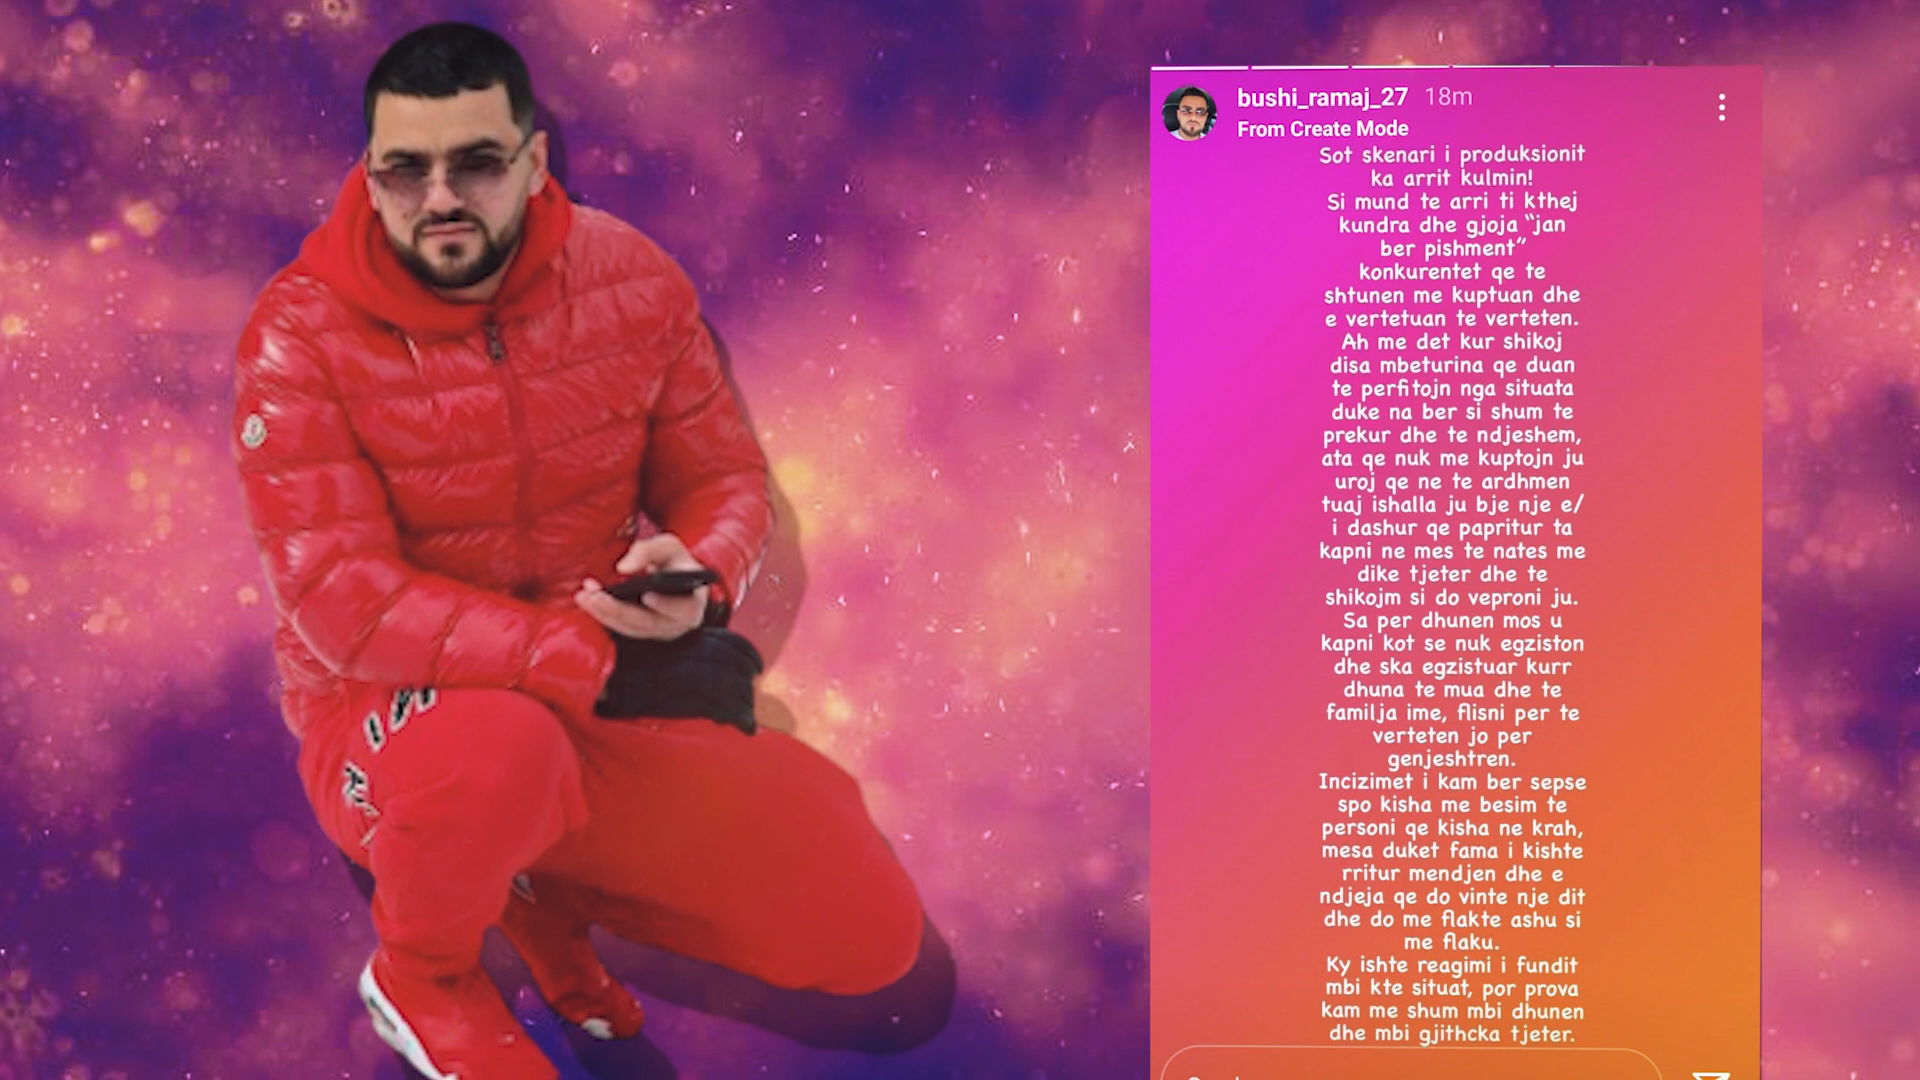 bushi_ramaj_27 18m
From Create Mode
Sot skenari i produksionit
ka arrit kulmin!
Si mund te arri ti kthej
kundra dhe gjoja "jan
ber pishment"
konkurentet qe te
shtunen me kuptuan dhe
e vertetuan te verteten.
Ah me det kur shikoj
disa mbeturina qe duan
te perfitojn nga situata
duke na ber si shum te
prekur dhe te ndjeshem,
ata qe nuk me kuptojn ju
uroj qe ne te ardhmen
tuaj ishalla ju bje nje e/
i dashur qe papritur ta
kapni ne mes te nates me
dike tjeter dhe te
shikojm si do veproni ju.
Sa per dhunen mos u
kapni kot se nuk egziston
dhe ska egzistuar kurr
dhuna te mua dhe te
familja ime, flisni per te
verteten jo per
genjeshtren.
Incizimet i kam ber sepse
spo kisha me besim te
personi qe kisha ne krah,
mesa duket fama i kishte
rritur mendjen dhe e
ndjeja qe do vinte nje dit
dhe do me flakte ashu si
me flaku.
Ky ishte reagimi i fundit
mbi kte situat, por prova
kam me shum mbi dhunen
dhe mbi gjithcka tjeter.